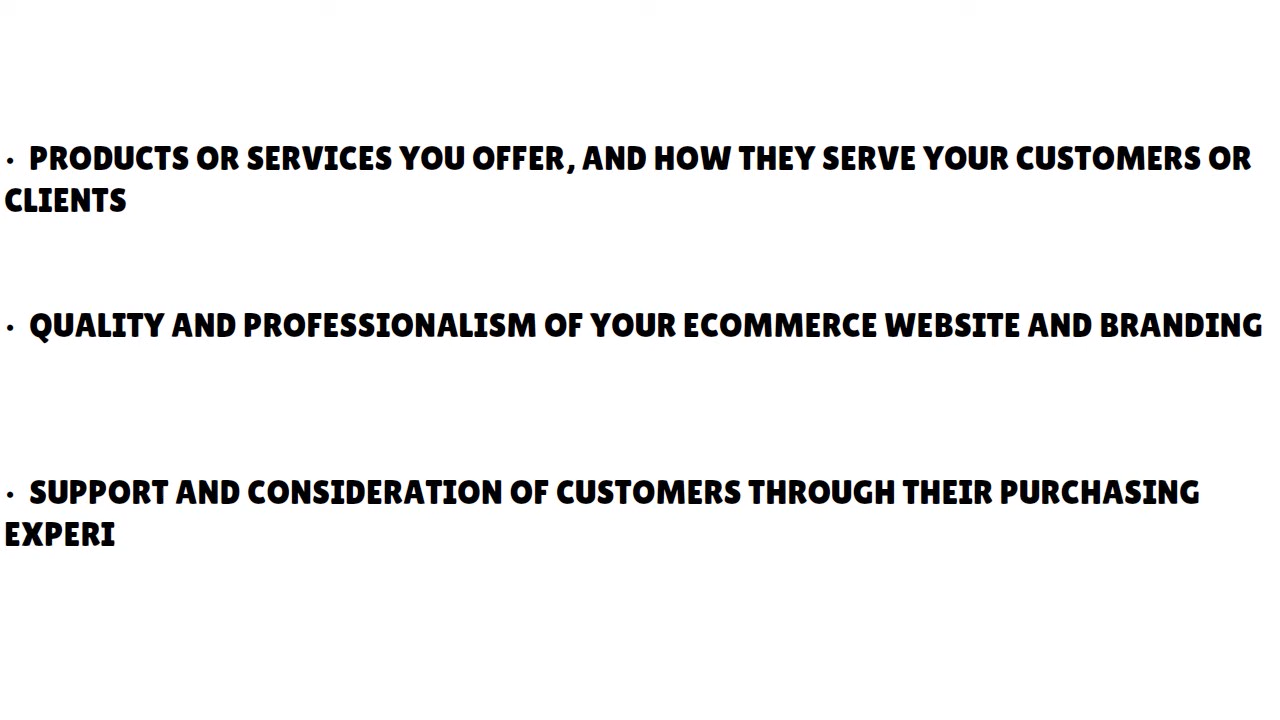 · PRODUCTS OR SERVICES YOU OFFER, AND HOW THEY SERVE YOUR CUSTOMERS OR
CLIENTS
· QUALITY AND PROFESSIONALISM OF YOUR ECOMMERCE WEBSITE AND BRANDING
· SUPPORT AND CONSIDERATION OF CUSTOMERS THROUGH THEIR PURCHASING
EXPERI